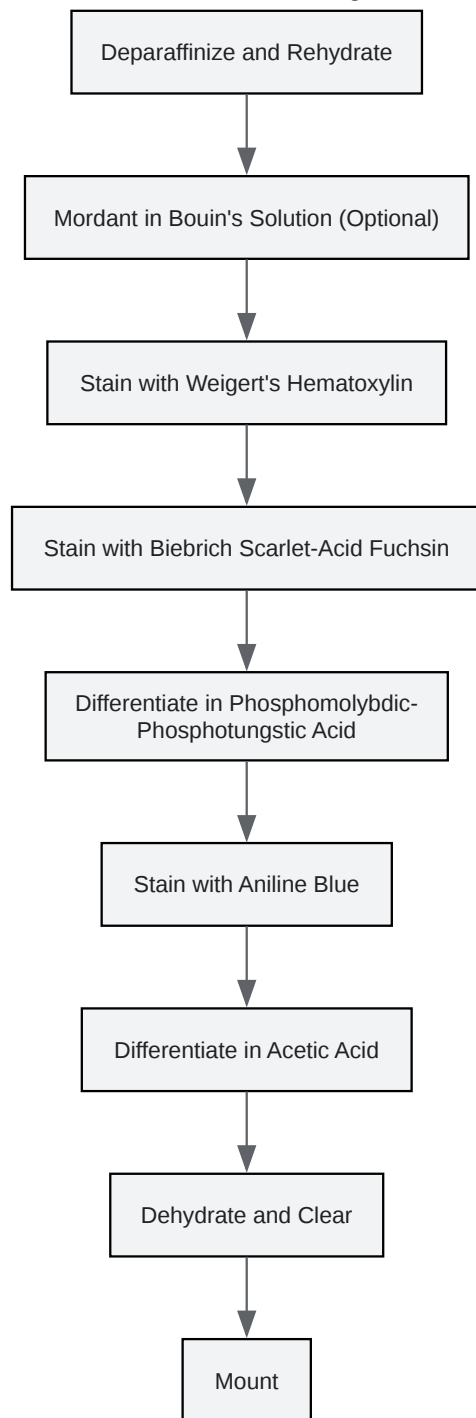 Deparaffinize and Rehydrate
Mordant in Bouin's Solution (Optional)
Stain with Weigert's Hematoxylin
Stain with Biebrich Scarlet-Acid Fuchsin
Differentiate in Phosphomolybdic-
Phosphotungstic Acid
Stain with Aniline Blue
Differentiate in Acetic Acid
Dehydrate and Clear
Mount